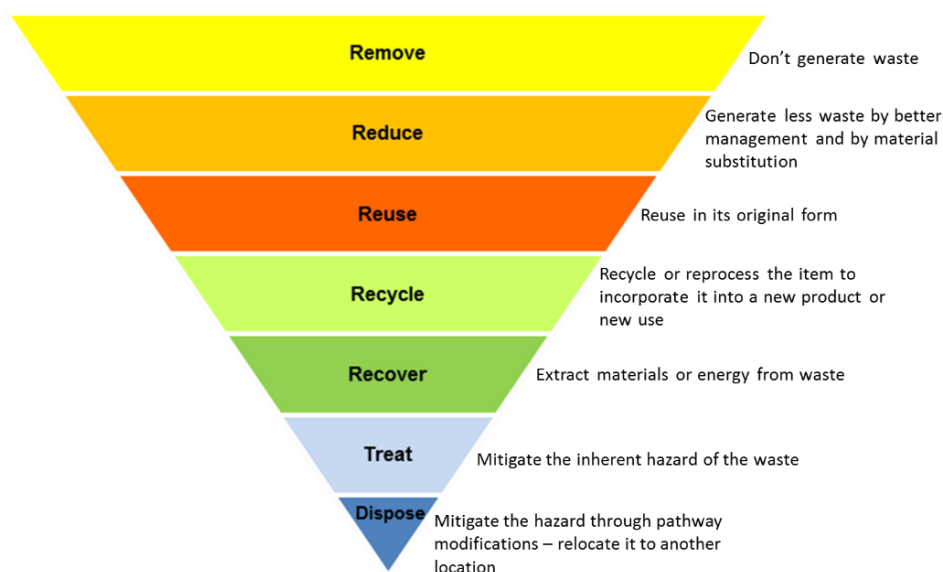 Remove
Don’t generate waste
Reduce
Generate less waste by better
management and by material
substitution
Reuse
Reuse in its original form
Recycle
Recycle or reprocess the item to
incorporate it into a new product or
new use
Recover
Extract materials or energy from waste
Treat
Mitigate the inherent hazard of the waste
Dispose
Mitigate the hazard through pathway
modifications – relocate it to another
location